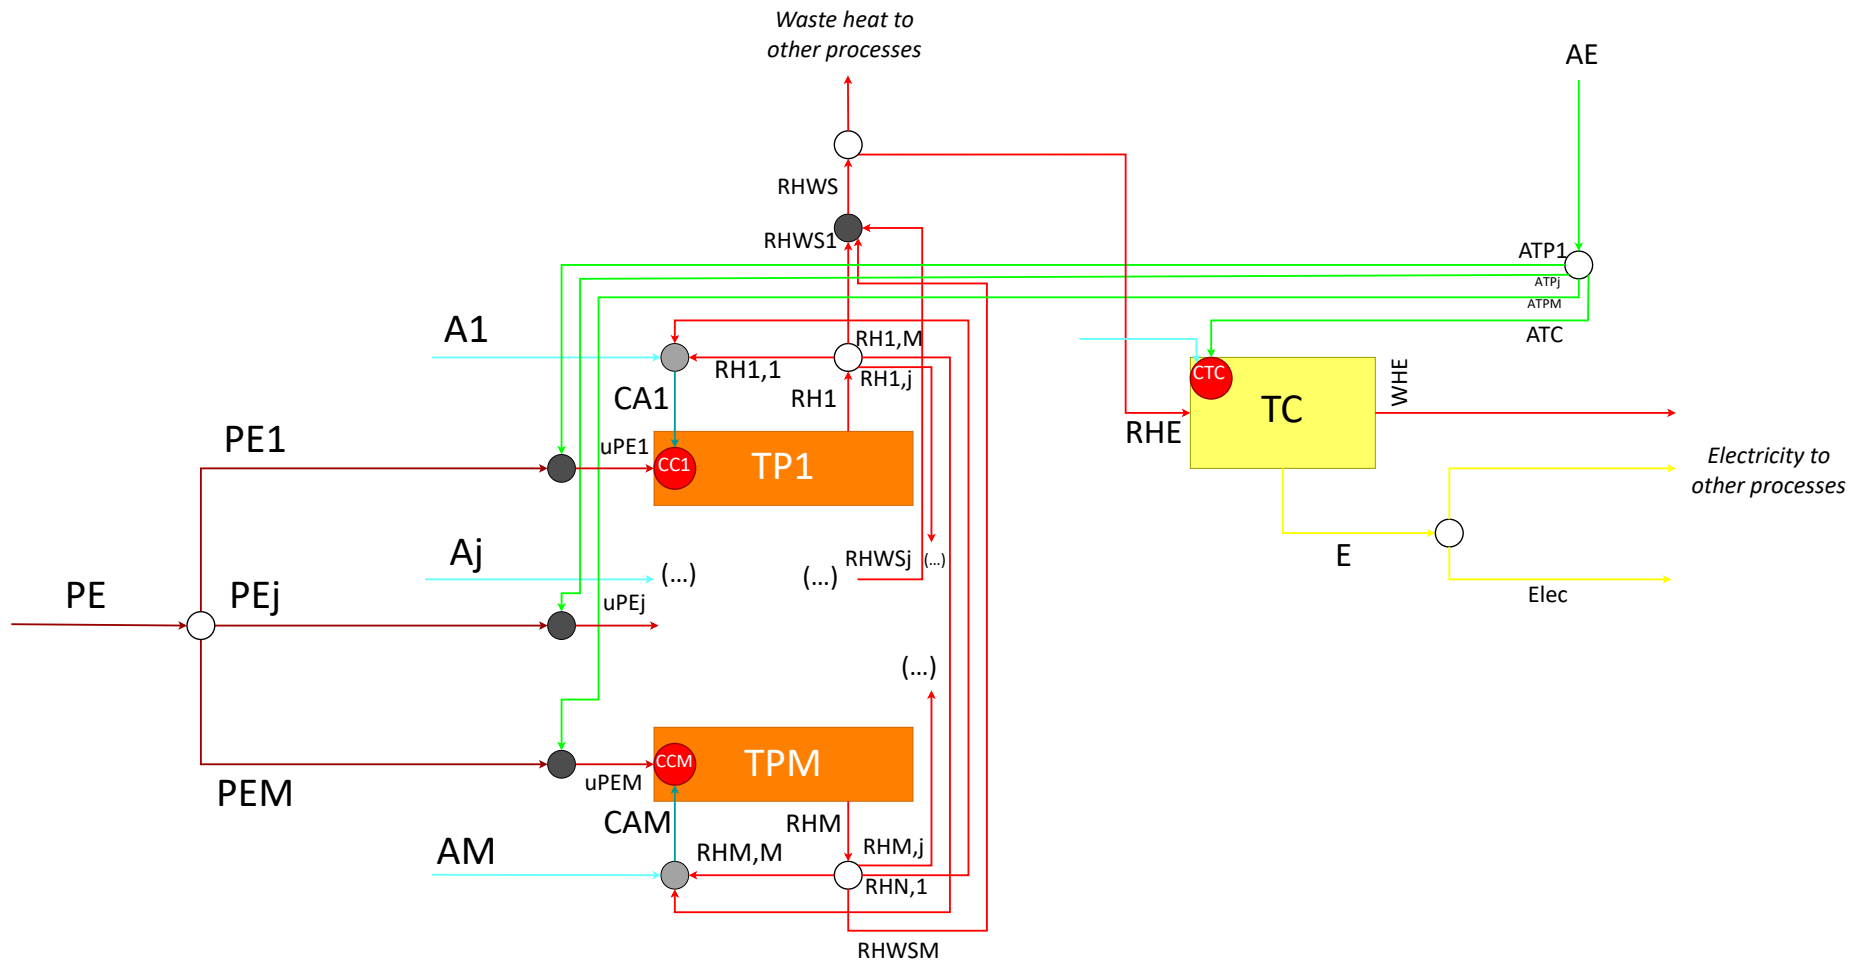 Waste heat to
other processes
AE
RHWS
RHWS1
ATP1
ATPj
ATPM
ATC
A1
RH1,M
RH1,1
RH1,j
CA1
RH1
CTC
TC
WHE
RHE
PE1
uPE1
CC1
TP1
Electricity to
other processes
Aj
(...)
(...)
RHWSj
(...)
E
PE
PEj
uPEj
Elec
(...)
PEM
uPEM
CCM
TPM
CAM
RHM
AM
RHM,M
RHM,j
RHN,1
RHWSM